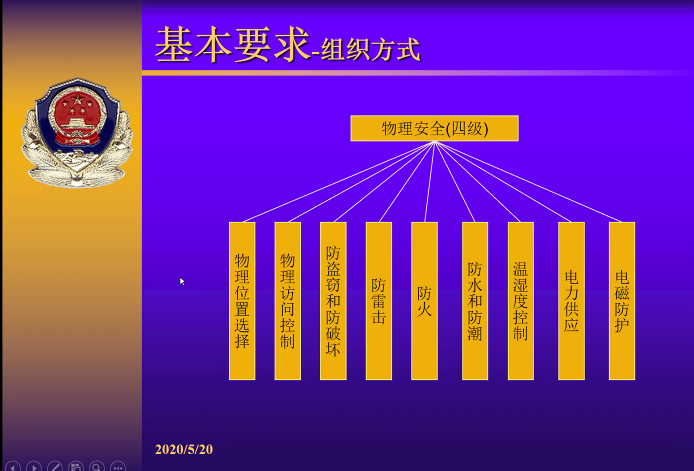 基本要求-组织方式
物理安全(四级)
物理位置选择
物理访问控制
防盗窃和防破坏
防雷击
防火
防水和防潮
温湿度控制
电力供应
电磁防护
2020/5/20